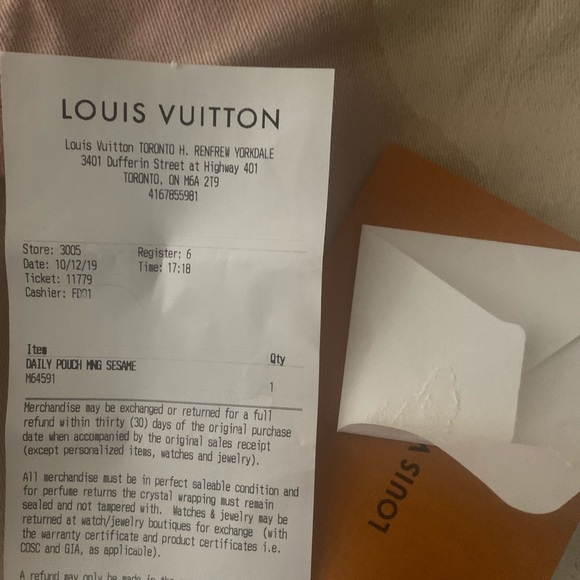 LOUIS VUITTON
Louis Vuitton TORONTO H. RENFREW YORKDALE
3401 Dufferin Street at Highway 401
TORONTO, ON M6A 2T9
4167855981
Store: 3005 Register: 6
Date: 10/12/19 Time: 17:18
Ticket: 11779
Cashier: FD01
Item Qty
DAILY POUCH MNG SESAME
M64591 1
Merchandise may be exchanged or returned for a full
refund within thirty (30) days of the original purchase
date when accompanied by the original sales receipt
(except personalized items, watches and jewelry).
All merchandise must be in perfect saleable condition and
for perfume returns the crystal wrapping must remain
sealed and not tampered with. Watches & jewelry may be
returned at watch/jewelry boutiques for exchange (with
the warranty certificate and product certificates i.e.
COSC and GIA, as applicable).
A refund may only be made in the
LOUIS V